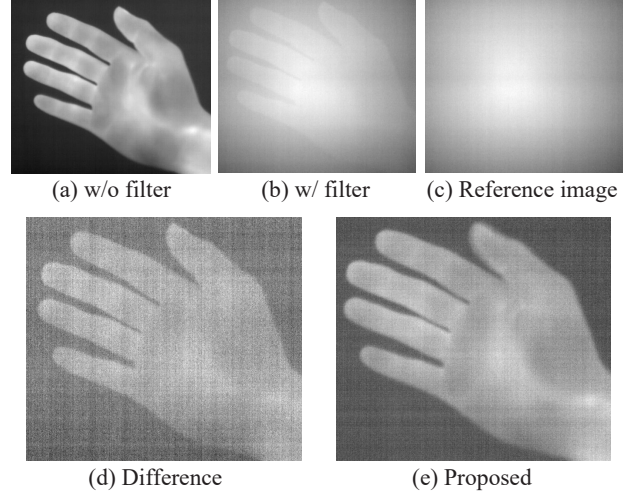 (a) w/o filter (b) w/ filter (c) Reference image
(d) Difference (e) Proposed